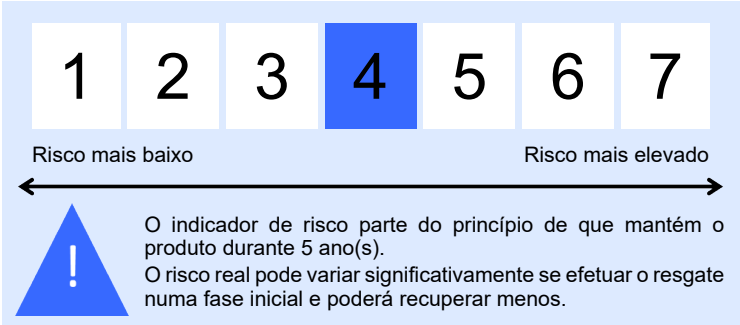 1 2 3 4 5 6 7
Risco mais baixo Risco mais elevado
O indicador de risco parte do princípio de que mantém o
produto durante 5 ano(s).
O risco real pode variar significativamente se efetuar o resgate
numa fase inicial e poderá recuperar menos.
!